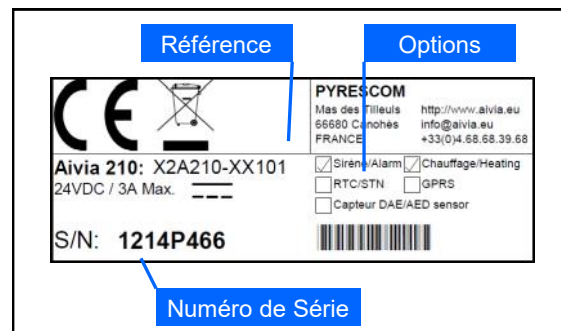 Référence
Options
CE
PYRESCOM
Mas des Tilleuls http://www.aivia.eu
66680 Canohès info@aivia.eu
FRANCE +33(0)4.68.68.39.68
Aivia 210: X2A210-XX101
24VDC / 3A Max.
Sirène/Alarm Chauffage/Heating
RTC/STN GPRS
Capteur DAE/AED sensor
S/N: 1214P466
Numéro de Série